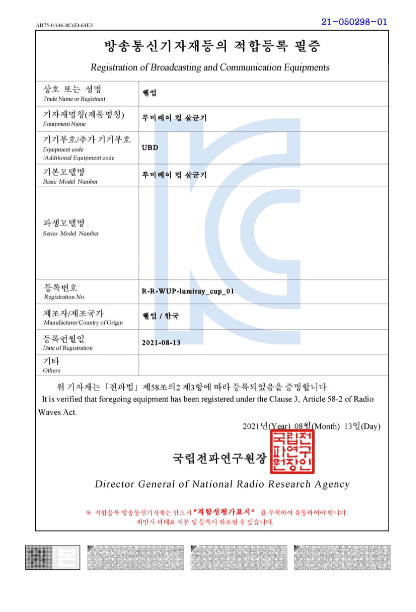 AB75-0A46-8C6D-64E3
21-050298-01
방송통신기자재등의 적합등록 필증
Registration of Broadcasting and Communication Equipments
상호 또는 성명
Trade Name or Registrant
웰업
기자재명칭(제품명칭)
Equipment Name
루미레이 컵 살균기
기기부호/추가 기기부호
Equipment code
/Additional Equipment code
UBD
기본모델명
Basic Model Number
루미레이 컵 살균기
파생모델명
Series Model Number
등록번호
Registration No.
R-R-WUP-lumiray_cup_01
제조자/제조국가
Manufacturer/Country of Origin
웰업 / 한국
등록연월일
Date of Registration
2021-08-13
기타
Others
위 기자재는「전파법」제58조의2 제3항에 따라 등록되었음을 증명합니다.
It is verified that foregoing equipment has been registered under the Clause 3, Article 58-2 of Radio
Waves Act.
2021년(Year) 08월(Month) 13일(Day)
국립전파연구원장
국립전
파연구
원장인
Director General of National Radio Research Agency
※ 적합등록 방송통신기자재는 반드시 "적합성평가표시" 를 부착하여 유통하여야 합니다.
위반시 과태료 처분 및 등록이 취소될 수 있습니다.